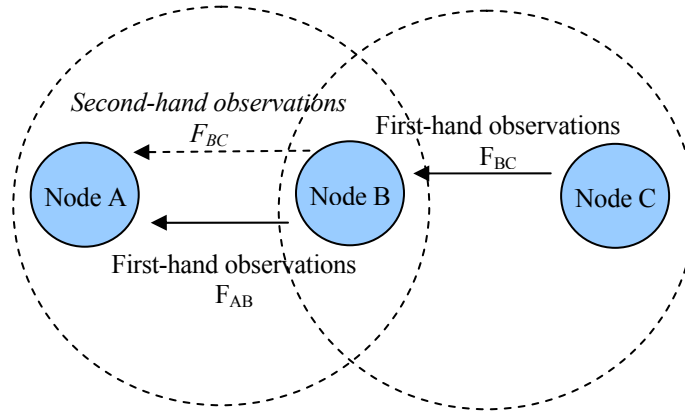 Second-hand observations
F_BC
First-hand observations
F_BC
Node A
Node B
Node C
First-hand observations
F_AB